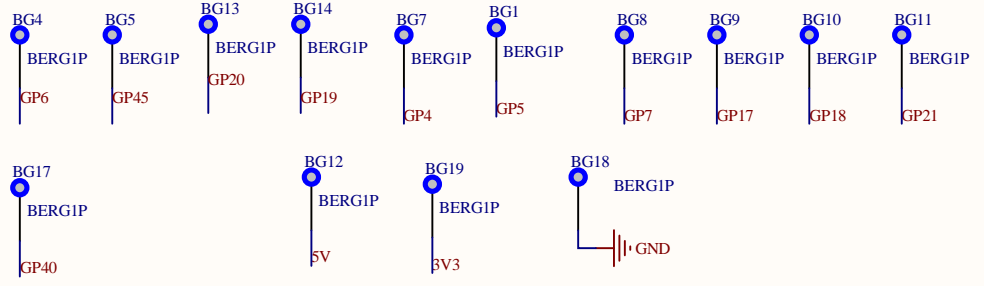 BG4 BG5 BG13 BG14 BG7 BG1 BG8 BG9 BG10 BG11
BERG1P BERG1P BERG1P BERG1P BERG1P BERG1P BERG1P BERG1P BERG1P BERG1P
GP6 GP45 GP20 GP19 GP4 GP5 GP7 GP17 GP18 GP21
BG17 BG12 BG19 BG18
BERG1P BERG1P BERG1P BERG1P
GP40 5V 3V3 GND